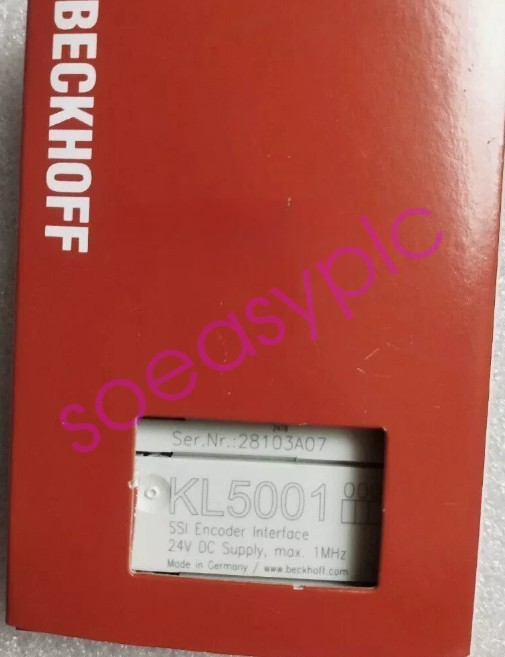 BECKHOFF
soeasyplc
Ser.Nr.:28103A07
KL5001
SSI Encoder Interface
24V DC Supply, max. 1MHz
Made in Germany / www.beckhoff.com